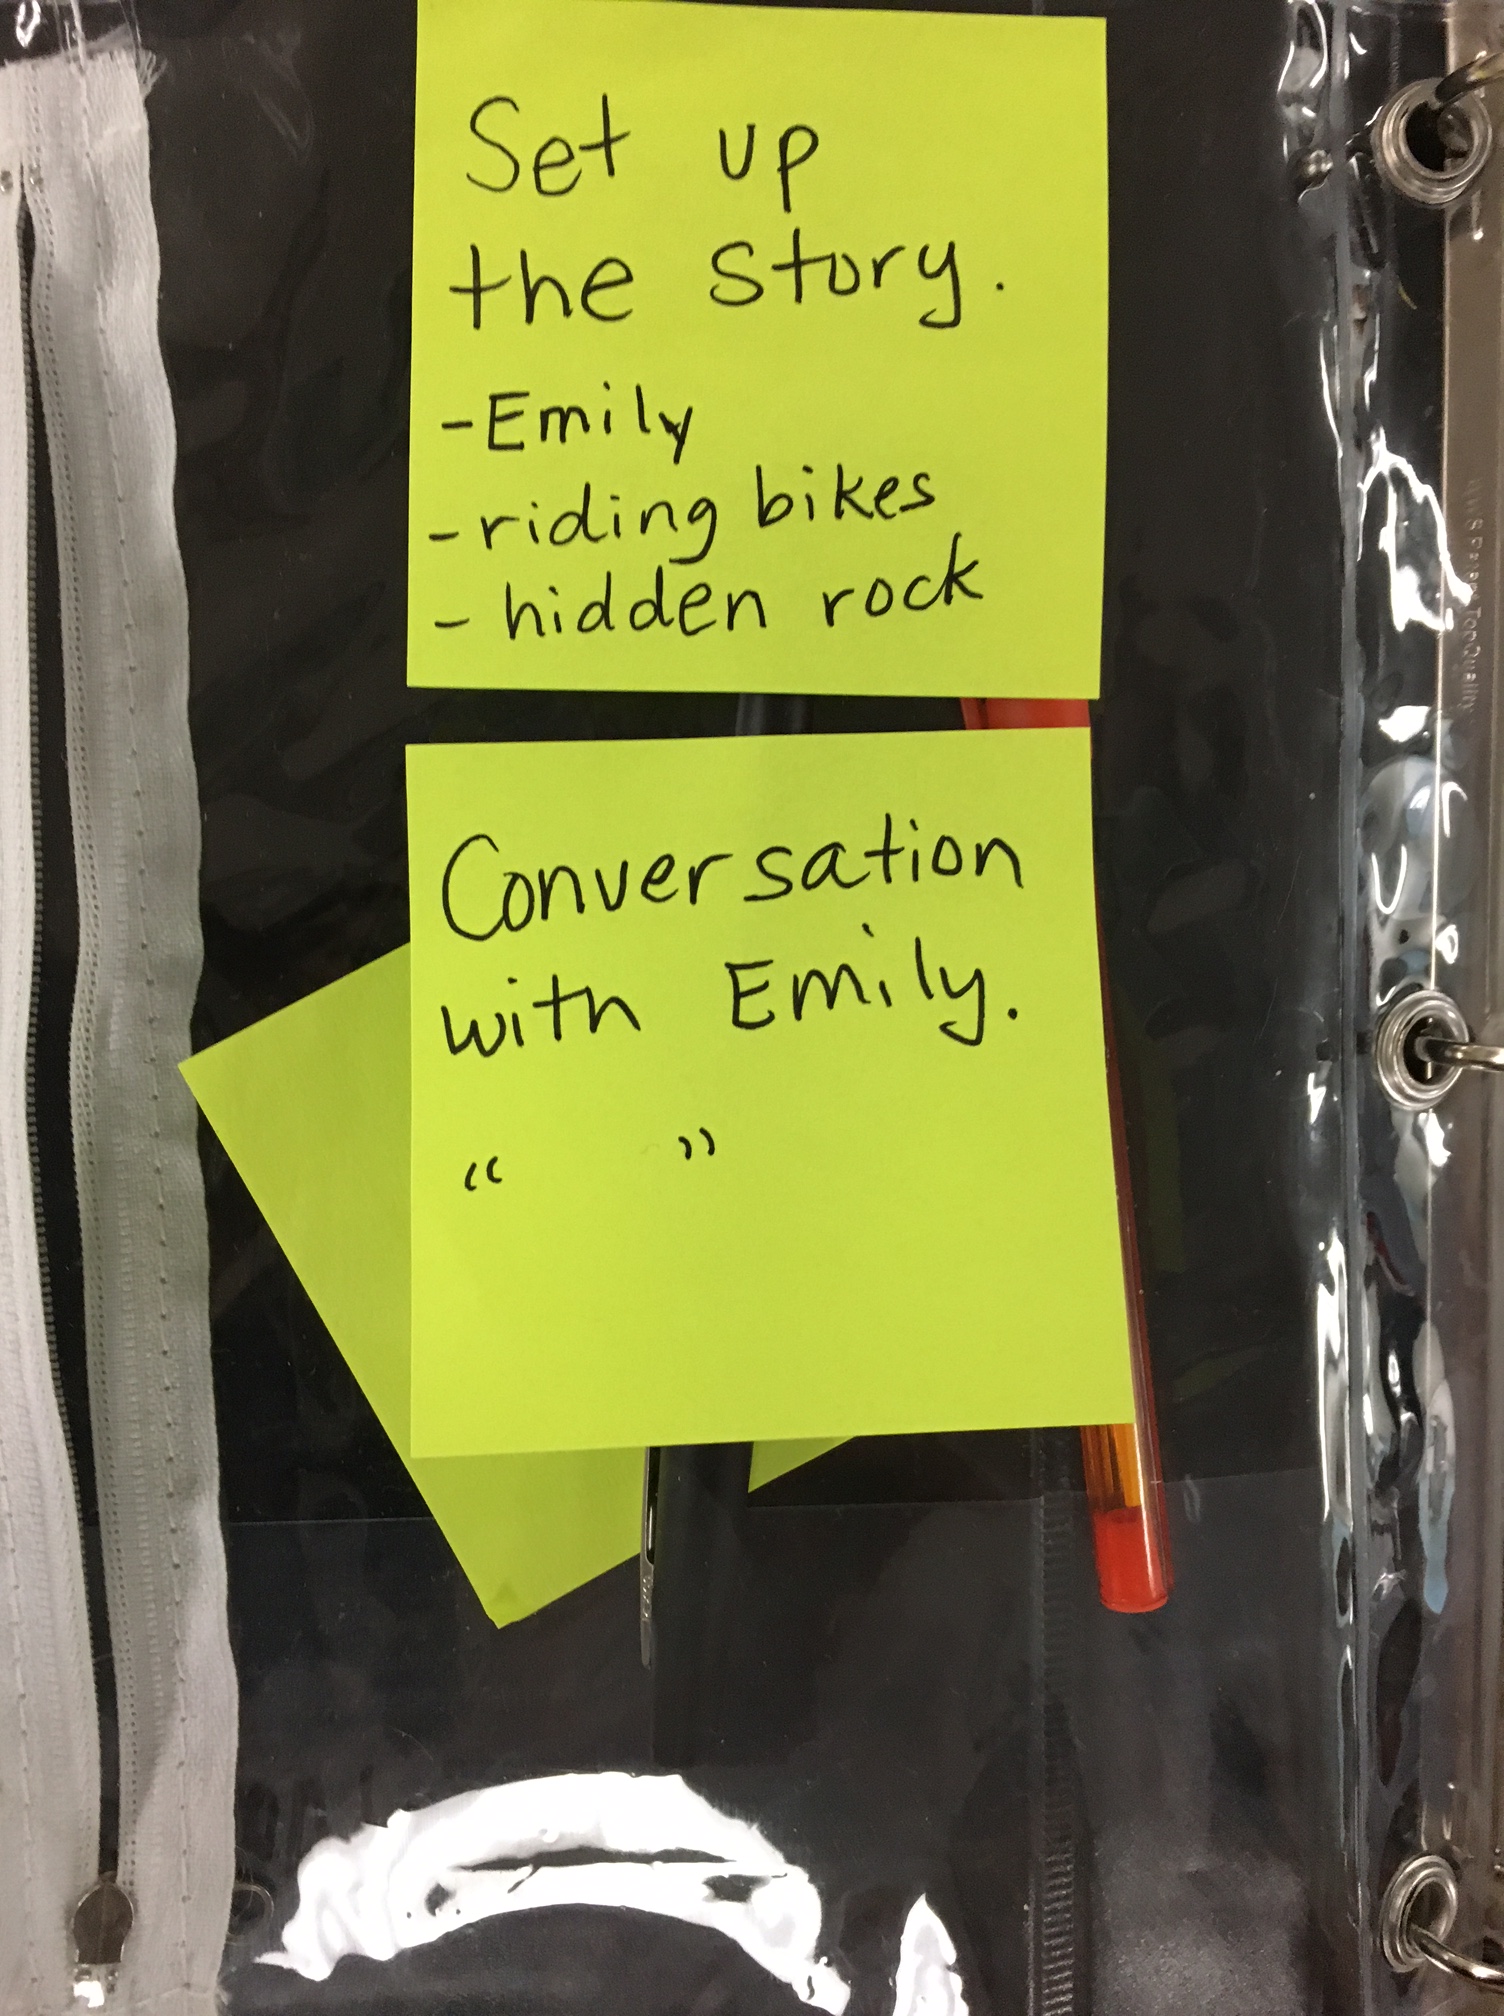 Set up
the story.
-Emily
-riding bikes
- hidden rock
Conversation
with Emily.
“ ”